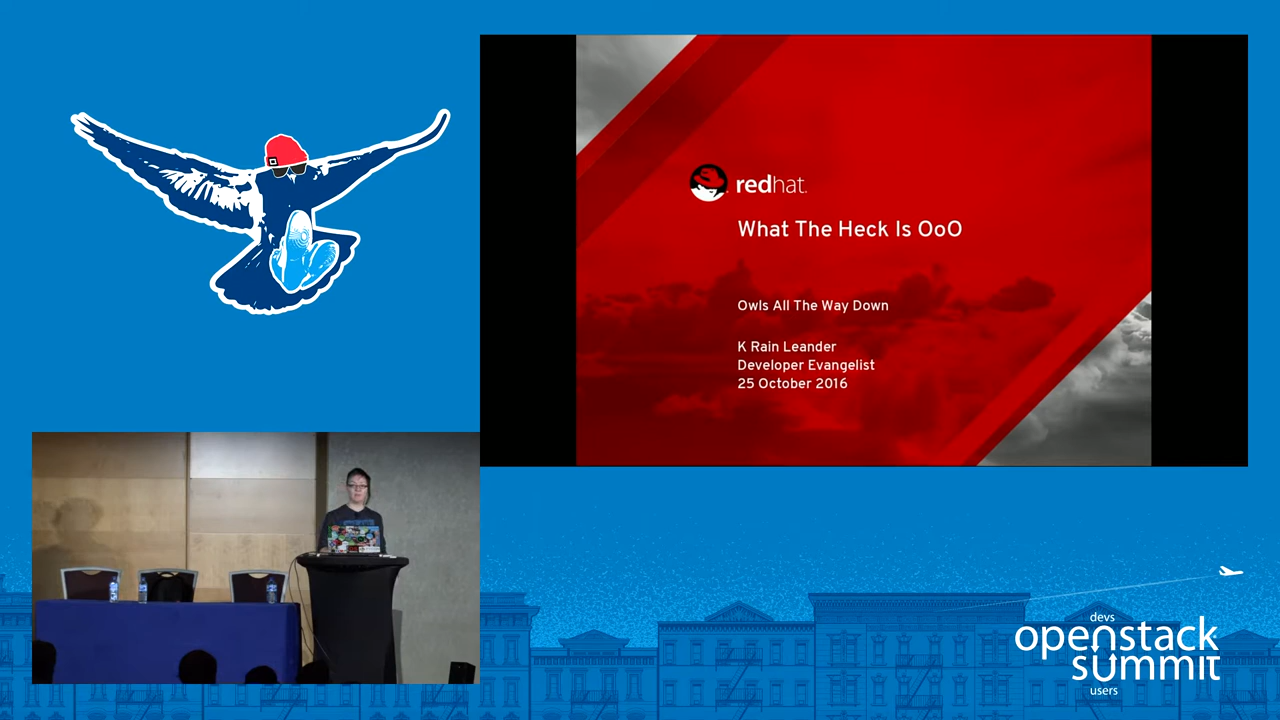 redhat.
What The Heck Is OoO
Owls All The Way Down
K Rain Leander
Developer Evangelist
25 October 2016
devs
openstack
summit
users